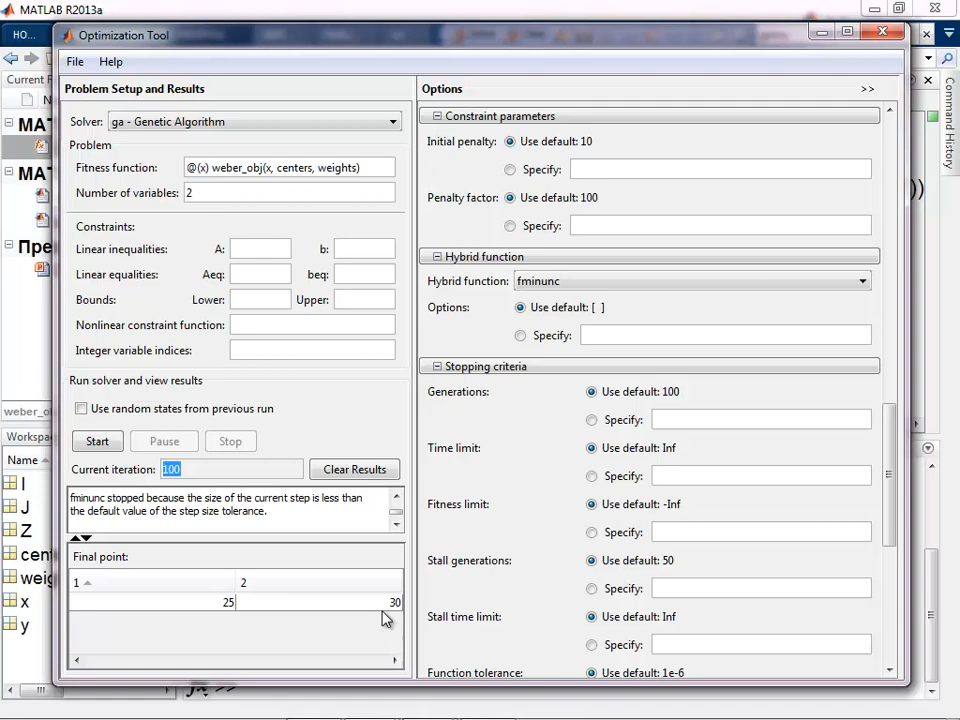 MATLAB R2013a
HO...
Optimization Tool
File Help
Problem Setup and Results
Solver: ga - Genetic Algorithm
Problem
Fitness function: @(x) weber_obj(x, centers, weights)
Number of variables: 2
Constraints:
Linear inequalities: A: b:
Linear equalities: Aeq: beq:
Bounds: Lower: Upper:
Nonlinear constraint function:
Integer variable indices:
Run solver and view results
Use random states from previous run
Start Pause Stop
Current iteration: 100 Clear Results
fminunc stopped because the size of the current step is less than
the default value of the step size tolerance.
Final point:
1 2
25 30
Options >>
Constraint parameters
Initial penalty: Use default: 10
Specify:
Penalty factor: Use default: 100
Specify:
Hybrid function
Hybrid function: fminunc
Options: Use default: [ ]
Specify:
Stopping criteria
Generations: Use default: 100
Specify:
Time limit: Use default: Inf
Specify:
Fitness limit: Use default: -Inf
Specify:
Stall generations: Use default: 50
Specify:
Stall time limit: Use default: Inf
Specify:
Function tolerance: Use default: 1e-6
Current F
N
MAT
MAT
Пре
weber_ol
Workspa
Name
I
J
Z
cent
weig
x
y
fx >>
))
Command History